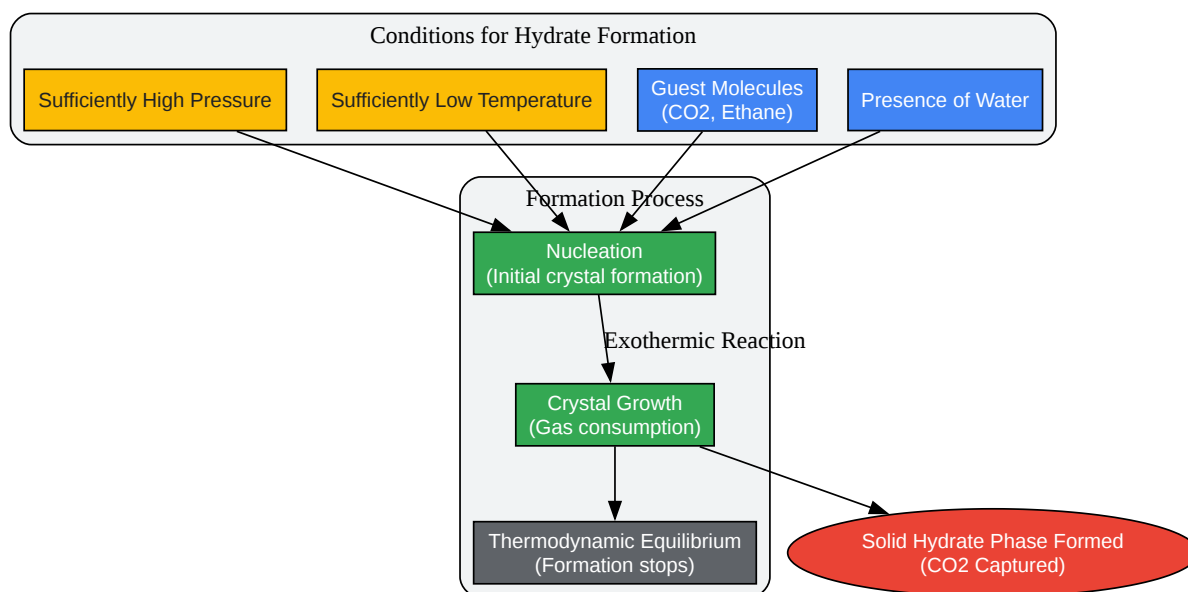 Conditions for Hydrate Formation
Sufficiently High Pressure
Sufficiently Low Temperature
Guest Molecules
(CO2, Ethane)
Presence of Water
Formation Process
Nucleation
(Initial crystal formation)
Exothermic Reaction
Crystal Growth
(Gas consumption)
Thermodynamic Equilibrium
(Formation stops)
Solid Hydrate Phase Formed
(CO2 Captured)